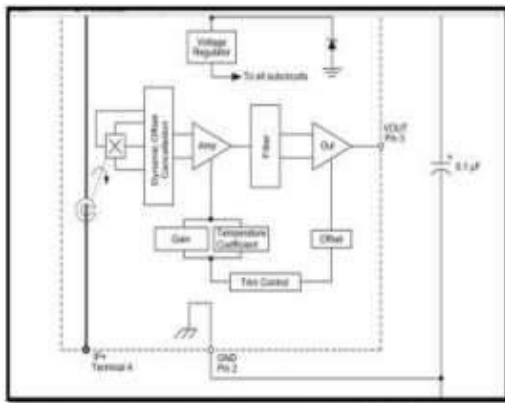 Voltage
Regulator
To all subcircuits
Dynamic Offset
Cancellation
Amp
Filter
Out
VOUT
Pin 3
0.1 µF
Gain
Temperature
Coefficient
Offset
Trim Control
IP+
Terminal 4
GND
Pin 2